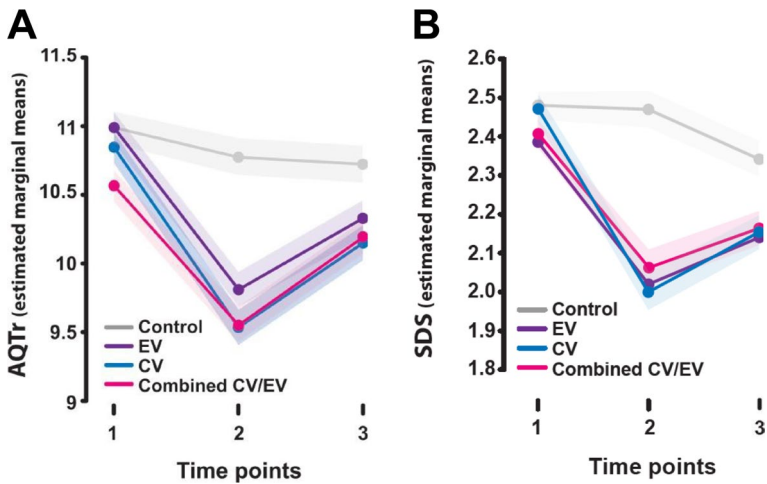 A
AQTr (estimated marginal means)
11.5
11
10.5
10
9.5
9
Control
EV
CV
Combined CV/EV
1
2
3
Time points
B
SDS (estimated marginal means)
2.6
2.5
2.4
2.3
2.2
2.1
2.0
1.9
1.8
Control
EV
CV
Combined CV/EV
1
2
3
Time points